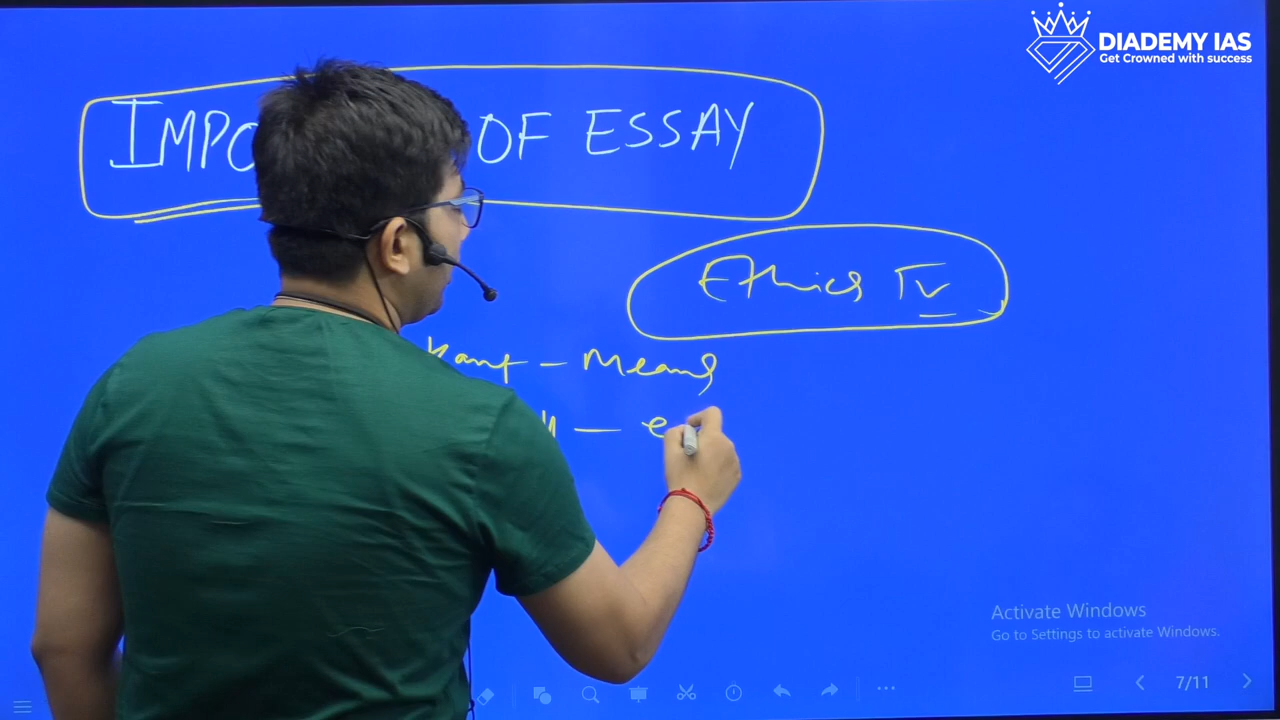 DIADEMY IAS
Get Crowned with success
IMPO OF ESSAY
Ethics IV
Kant - Means
— e
Activate Windows
Go to Settings to activate Windows.
7/11